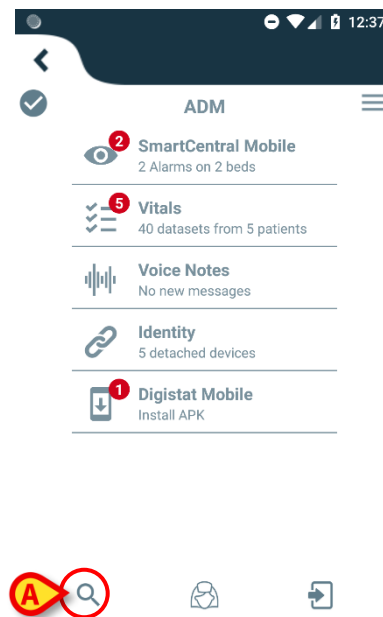 12:37
ADM
2
SmartCentral Mobile
2 Alarms on 2 beds
5
Vitals
40 datasets from 5 patients
Voice Notes
No new messages
Identity
5 detached devices
1
Digistat Mobile
Install APK
A